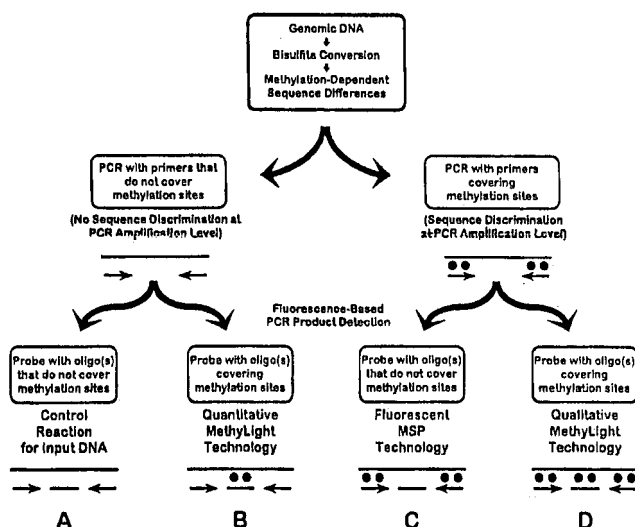 Genomic DNA
Bisulfite Conversion
Methylation-Dependent
Sequence Differences
PCR with primers that
do not cover
methylation sites
(No Sequence Discrimination at
PCR Amplification Level)
PCR with primers
covering
methylation sites
(Sequence Discrimination
at PCR Amplification Level)
Fluorescence-Based
PCR Product Detection
Probe with oligo(s)
that do not cover
methylation sites
Control
Reaction
for Input DNA
A
Probe with oligo(s)
covering
methylation sites
Quantitative
MethyLight
Technology
B
Probe with oligo(s)
that do not cover
methylation sites
Fluorescent
MSP
Technology
C
Probe with oligo(s)
covering
methylation sites
Qualitative
MethyLight
Technology
D